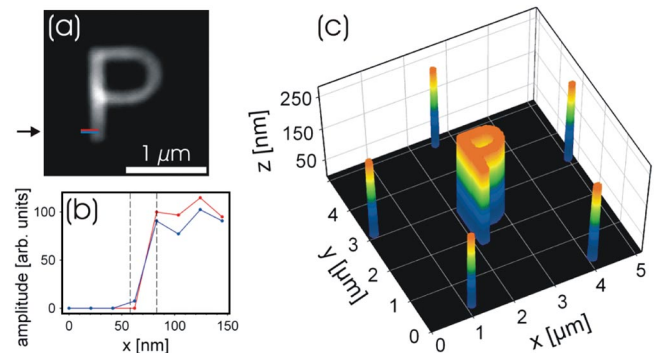 (a)
P
1 μm
(b)
amplitude [arb. units]
100
50
0
0 50 100 150
x [nm]
(c)
z [nm]
250
150
50
P
y [μm]
4
3
2
1
0
0 1 2 3 4 5
x [μm]